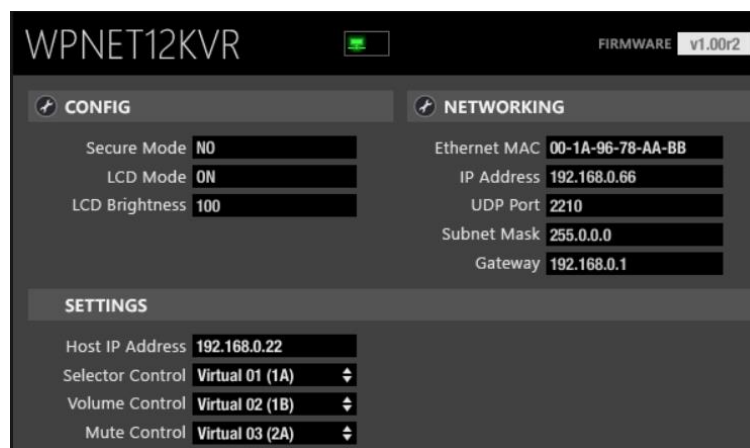 WPNET12KVR
FIRMWARE v1.00r2
CONFIG
Secure Mode NO
LCD Mode ON
LCD Brightness 100
NETWORKING
Ethernet MAC 00-1A-96-78-AA-BB
IP Address 192.168.0.66
UDP Port 2210
Subnet Mask 255.0.0.0
Gateway 192.168.0.1
SETTINGS
Host IP Address 192.168.0.22
Selector Control Virtual 01 (1A)
Volume Control Virtual 02 (1B)
Mute Control Virtual 03 (2A)